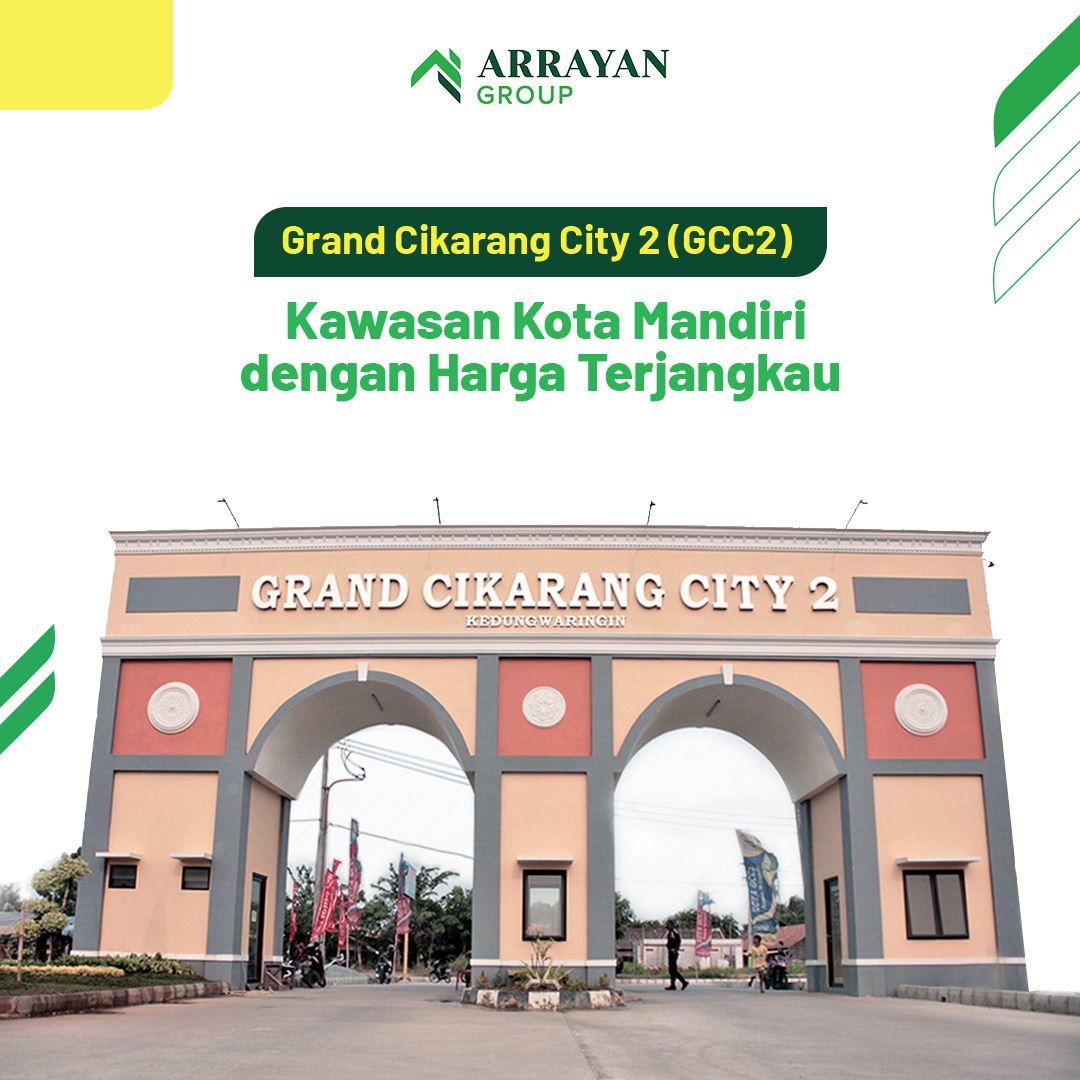 ARRAYAN
GROUP
Grand Cikarang City 2 (GCC2)
Kawasan Kota Mandiri
dengan Harga Terjangkau
GRAND CIKARANG CITY 2
KEDUNGWARINGIN